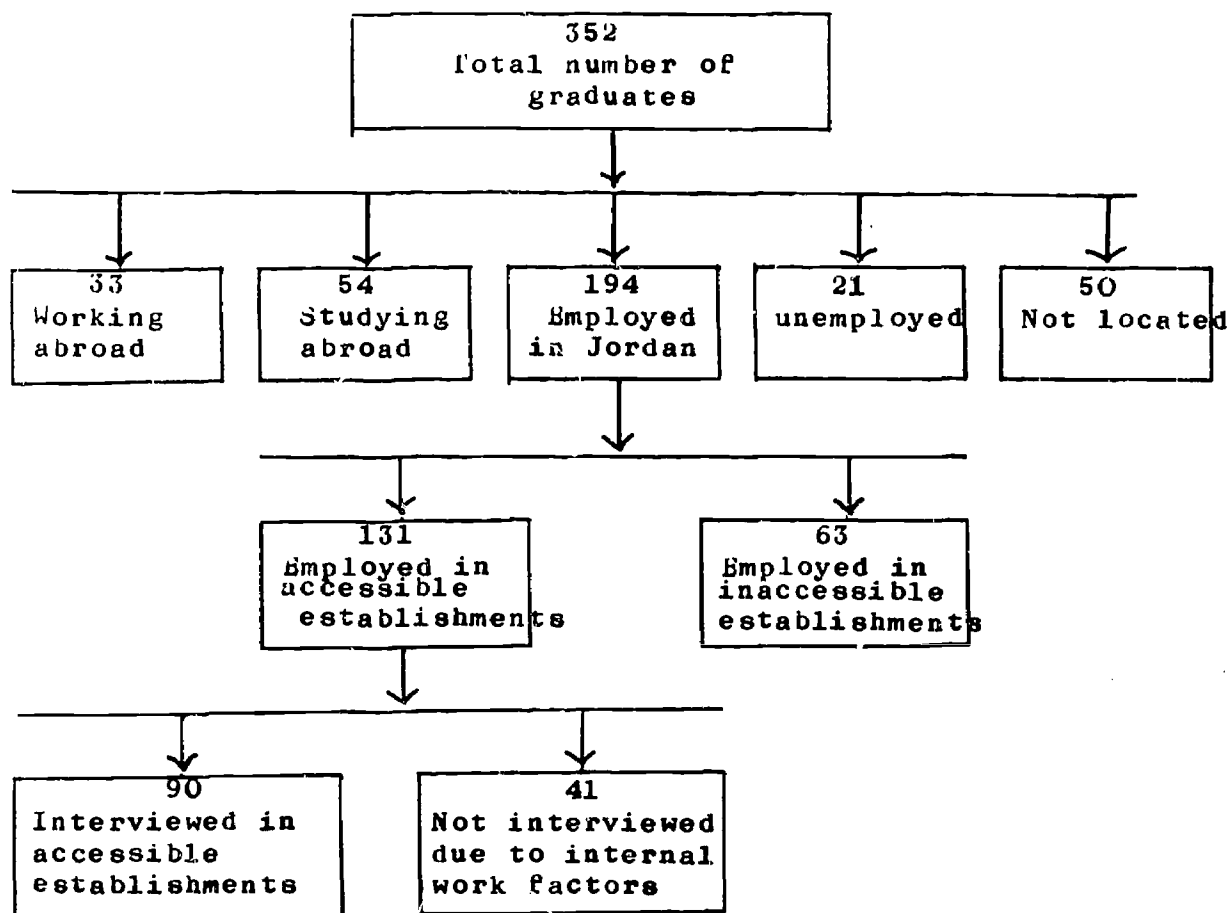 352
Total number of
graduates
33
Working
abroad
54
Studying
abroad
194
Employed
in Jordan
21
unemployed
50
Not located
131
Employed in
accessible
establishments
63
Employed in
inaccessible
establishments
90
Interviewed in
accessible
establishments
41
Not interviewed
due to internal
work factors